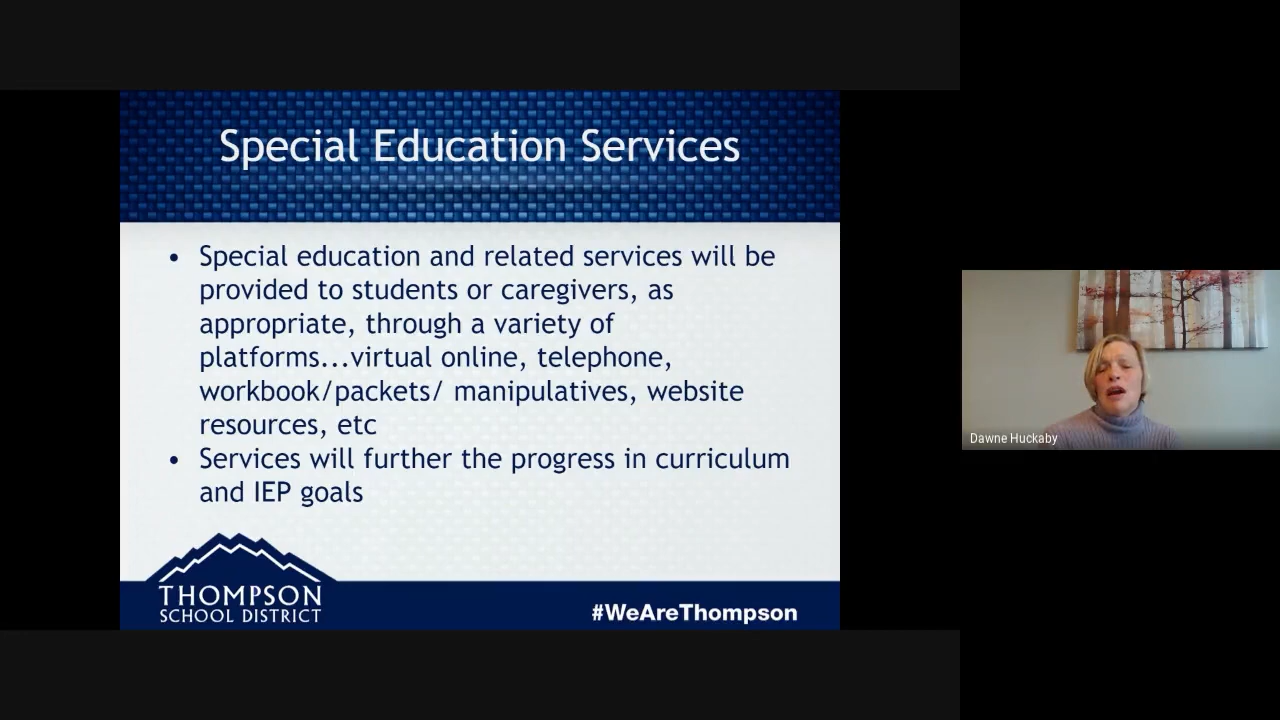 Special Education Services
• Special education and related services will be
provided to students or caregivers, as
appropriate, through a variety of
platforms...virtual online, telephone,
workbook/packets/ manipulatives, website
resources, etc
• Services will further the progress in curriculum
and IEP goals
THOMPSON
SCHOOL DISTRICT
#WeAreThompson
Dawne Huckaby